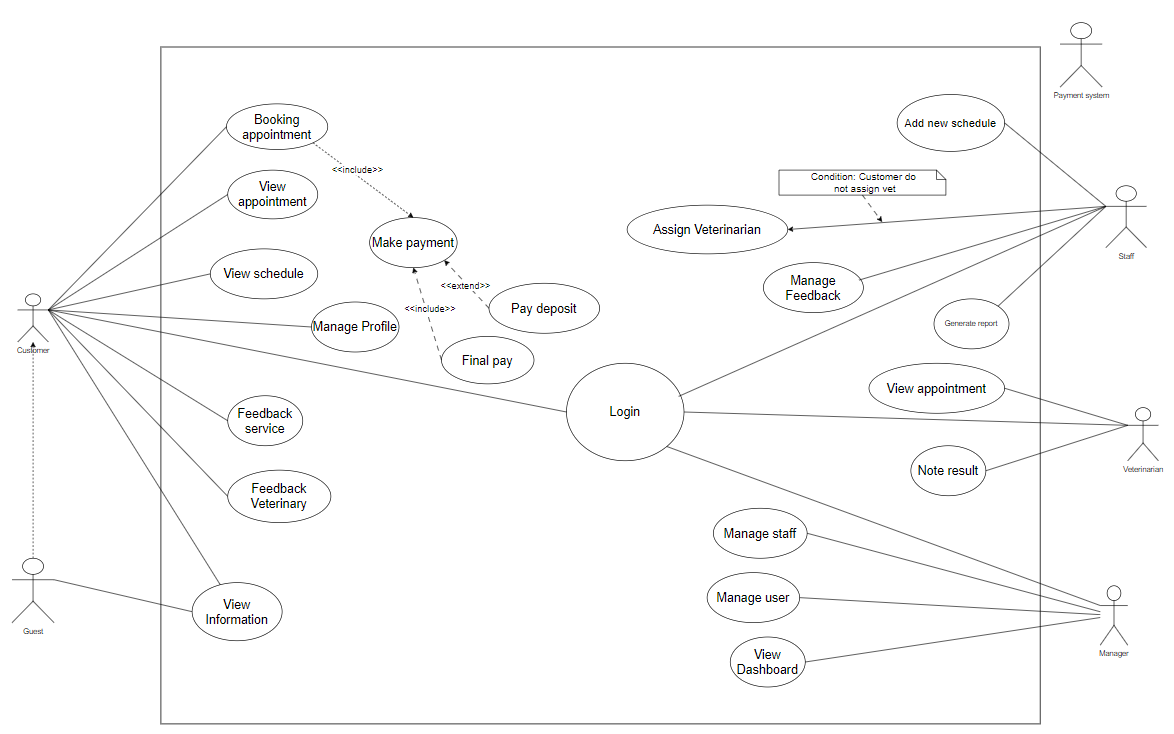 Payment system
Booking
appointment
Add new schedule
<<include>>
Condition: Customer do
not assign vet
View
appointment
Make payment
Assign Veterinarian
Staff
View schedule
<<extend>>
Manage
Feedback
<<include>>
Pay deposit
Manage Profile
Generate report
Customer
Final pay
View appointment
Login
Feedback
service
Note result
Veterinarian
Feedback
Veterinary
Manage staff
Manage user
View
Information
Guest
Manager
View
Dashboard